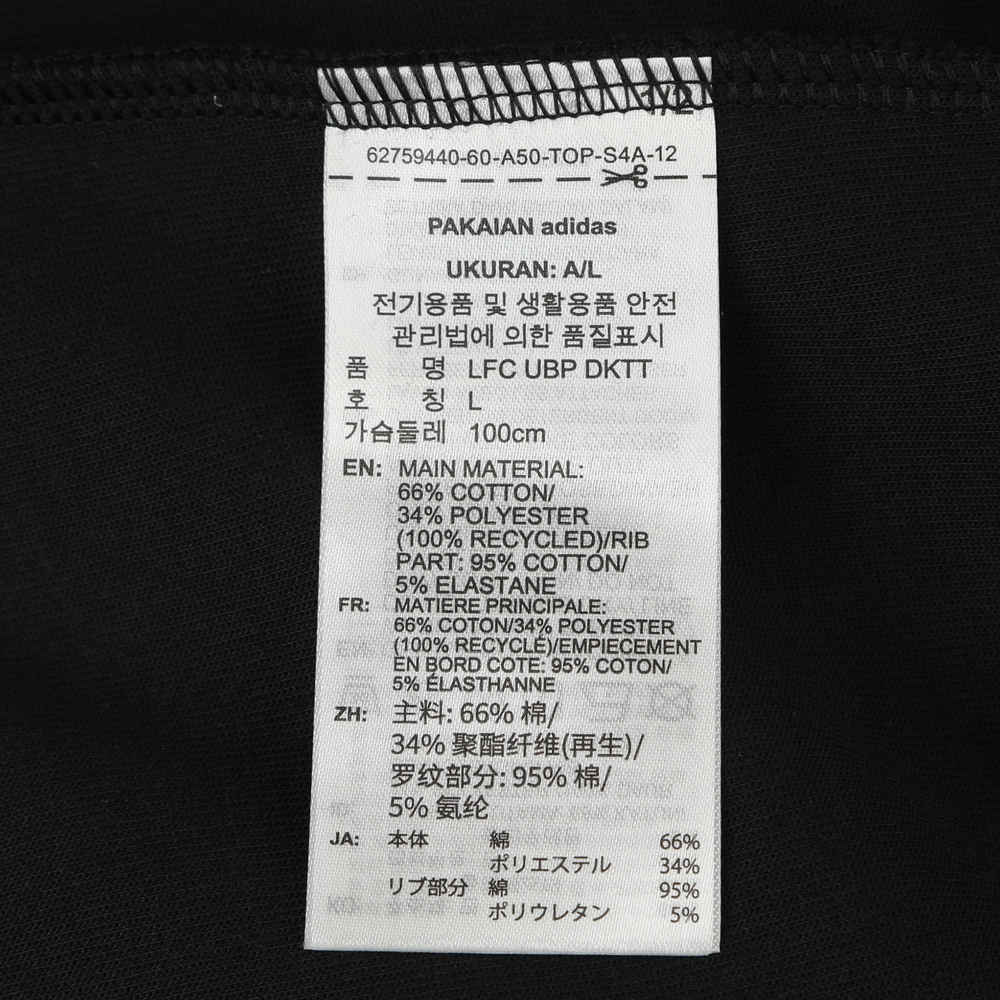 1/2
62759440-60-A50-TOP-S4A-12
PAKAIAN adidas
UKURAN: A/L
전기용품 및 생활용품 안전
관리법에 의한 품질표시
품 명 LFC UBP DKTT
호 칭 L
가슴둘레 100cm
EN: MAIN MATERIAL:
66% COTTON/
34% POLYESTER
(100% RECYCLED)/RIB
PART: 95% COTTON/
5% ELASTANE
FR: MATIERE PRINCIPALE:
66% COTON/34% POLYESTER
(100% RECYCLÉ)/EMPIECEMENT
EN BORD COTE: 95% COTON/
5% ÉLASTHANNE
ZH: 主料: 66% 棉/
34% 聚酯纤维(再生)/
罗纹部分: 95% 棉/
5% 氨纶
JA: 本体 綿 66%
ポリエステル 34%
リブ部分 綿 95%
ポリウレタン 5%